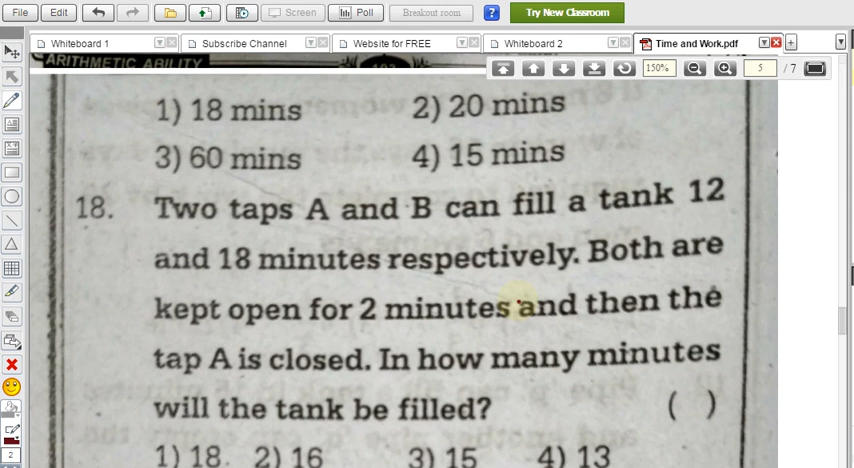 File Edit Screen Poll Breakout room ? Try New Classroom
Whiteboard 1 Subscribe Channel Website for FREE Whiteboard 2 Time and Work.pdf
ARITHMETIC ABILITY
150% 5 / 7
1) 18 mins 2) 20 mins
3) 60 mins 4) 15 mins
18. Two taps A and B can fill a tank 12
and 18 minutes respectively. Both are
kept open for 2 minutes and then the
tap A is closed. In how many minutes
will the tank be filled? ( )
1) 18. 2) 16 3) 15 4) 13
2